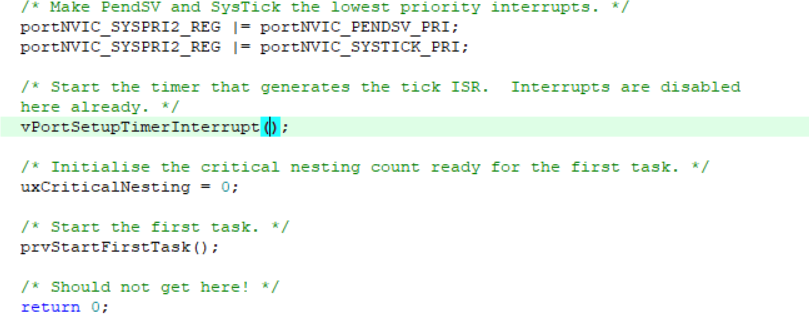 /* Make PendSV and SysTick the lowest priority interrupts. */
portNVIC_SYSPRI2_REG |= portNVIC_PENDSV_PRI;
portNVIC_SYSPRI2_REG |= portNVIC_SYSTICK_PRI;
/* Start the timer that generates the tick ISR.  Interrupts are disabled
here already. */
vPortSetupTimerInterrupt();
/* Initialise the critical nesting count ready for the first task. */
uxCriticalNesting = 0;
/* Start the first task. */
prvStartFirstTask();
/* Should not get here! */
return 0;